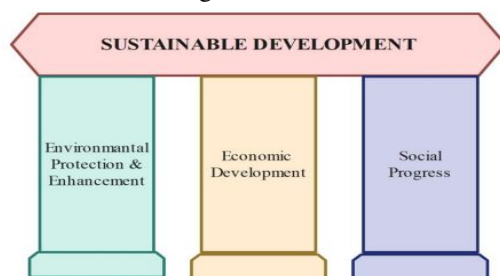 SUSTAINABLE DEVELOPMENT
Environmantal
Protection &
Enhancement
Economic
Development
Social
Progress